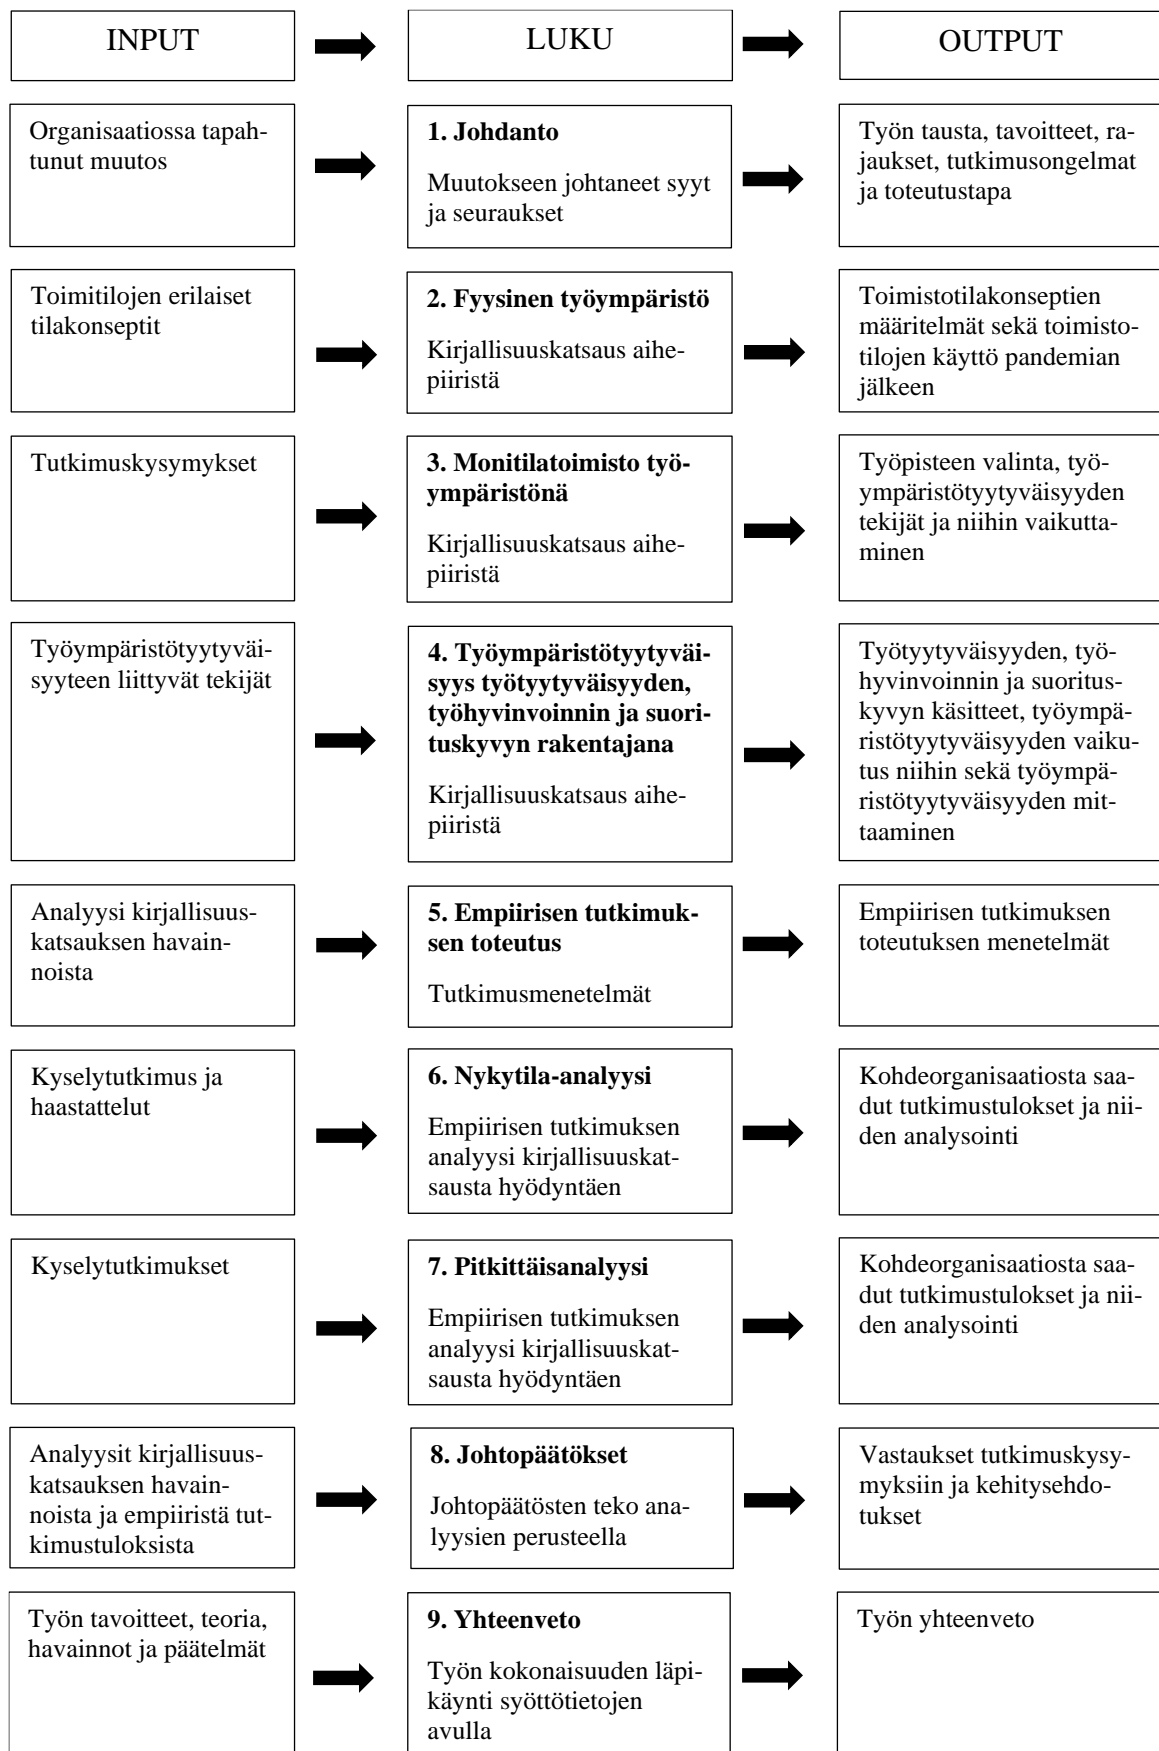 INPUT
LUKU
OUTPUT
Organisaatiossa tapah-
tunut muutos
1. Johdanto
Muutokseen johtaneet syyt
ja seuraukset
Työn tausta, tavoitteet, ra-
jaukset, tutkimusongelmat
ja toteutustapa
Toimitilojen erilaiset
tilakonseptit
2. Fyysinen työympäristö
Kirjallisuuskatsaus aihe-
piiristä
Toimistotilakonseptien
määritelmät sekä toimisto-
tilojen käyttö pandemian
jälkeen
Tutkimuskysymykset
3. Monitilatoimisto työ-
ympäristönä
Kirjallisuuskatsaus aihe-
piiristä
Työpisteen valinta, työ-
ympäristötyytyväisyyden
tekijät ja niihin vaikutta-
minen
Työympäristötyytyväi-
syyteen liittyvät tekijät
4. Työympäristötyytyväi-
syys työtyytyväisyyden,
työhyvinvoinnin ja suori-
tuskyvyn rakentajana
Kirjallisuuskatsaus aihe-
piiristä
Työtyytyväisyyden, työ-
hyvinvoinnin ja suoritus-
kyvyn käsitteet, työympä-
ristötyytyväisyyden vaiku-
tus niihin sekä työympä-
ristötyytyväisyyden mit-
taaminen
Analyysi kirjallisuus-
katsauksen havain-
noista
5. Empiirisen tutkimuk-
sen toteutus
Tutkimusmenetelmät
Empiirisen tutkimuksen
toteutuksen menetelmät
Kyselytutkimus ja
haastattelut
6. Nykytila-analyysi
Empiirisen tutkimuksen
analyysi kirjallisuuskat-
sausta hyödyntäen
Kohdeorganisaatiosta saa-
dut tutkimustulokset ja nii-
den analysointi
Kyselytutkimukset
7. Pitkittäisanalyysi
Empiirisen tutkimuksen
analyysi kirjallisuuskat-
sausta hyödyntäen
Kohdeorganisaatiosta saa-
dut tutkimustulokset ja nii-
den analysointi
Analyysit kirjallisuus-
katsauksen havain-
noista ja empiiristä tut-
kimustuloksista
8. Johtopäätökset
Johtopäätösten teko ana-
lyysien perusteella
Vastaukset tutkimuskysy-
myksiin ja kehitysehdo-
tukset
Työn tavoitteet, teoria,
havainnot ja päätelmät
9. Yhteenveto
Työn kokonaisuuden läpi-
käynti syöttötietojen
avulla
Työn yhteenveto